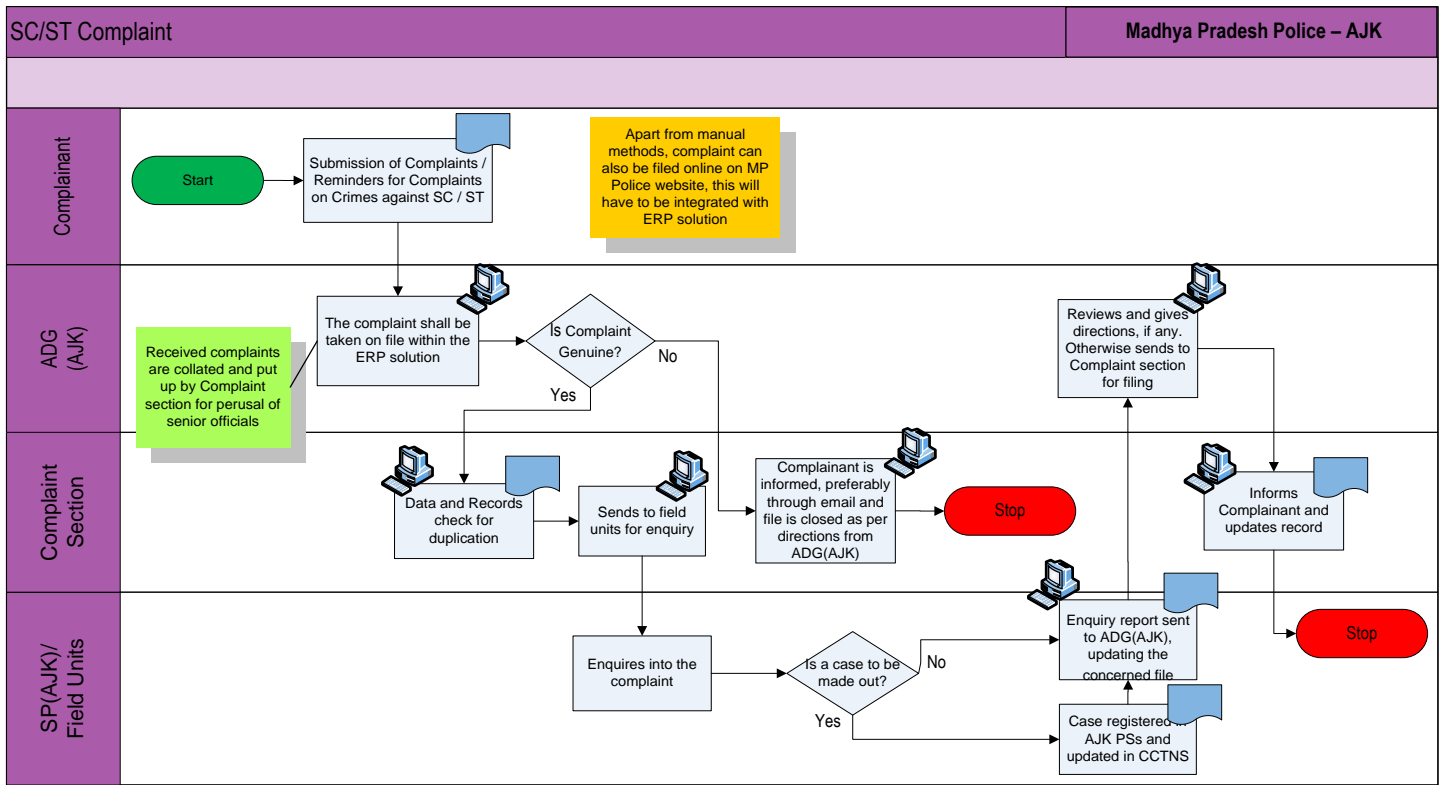 SC/ST Complaint
Madhya Pradesh Police – AJK
Complainant
Start
Submission of Complaints /
Reminders for Complaints
on Crimes against SC / ST
Apart from manual
methods, complaint can
also be filed online on MP
Police website, this will
have to be integrated with
ERP solution
ADG
(AJK)
Received complaints
are collated and put
up by Complaint
section for perusal of
senior officials
The complaint shall be
taken on file within the
ERP solution
Is Complaint
Genuine?
No
Yes
Reviews and gives
directions, if any.
Otherwise sends to
Complaint section
for filing
Complaint
Section
Data and Records
check for
duplication
Sends to field
units for enquiry
Complainant is
informed, preferably
through email and
file is closed as per
directions from
ADG(AJK)
Stop
Informs
Complainant and
updates record
SP(AJK)/
Field Units
Enquires into the
complaint
Is a case to be
made out?
No
Yes
Enquiry report sent
to ADG(AJK),
updating the
concerned file
Case registered in
AJK PSs and
updated in CCTNS
Stop